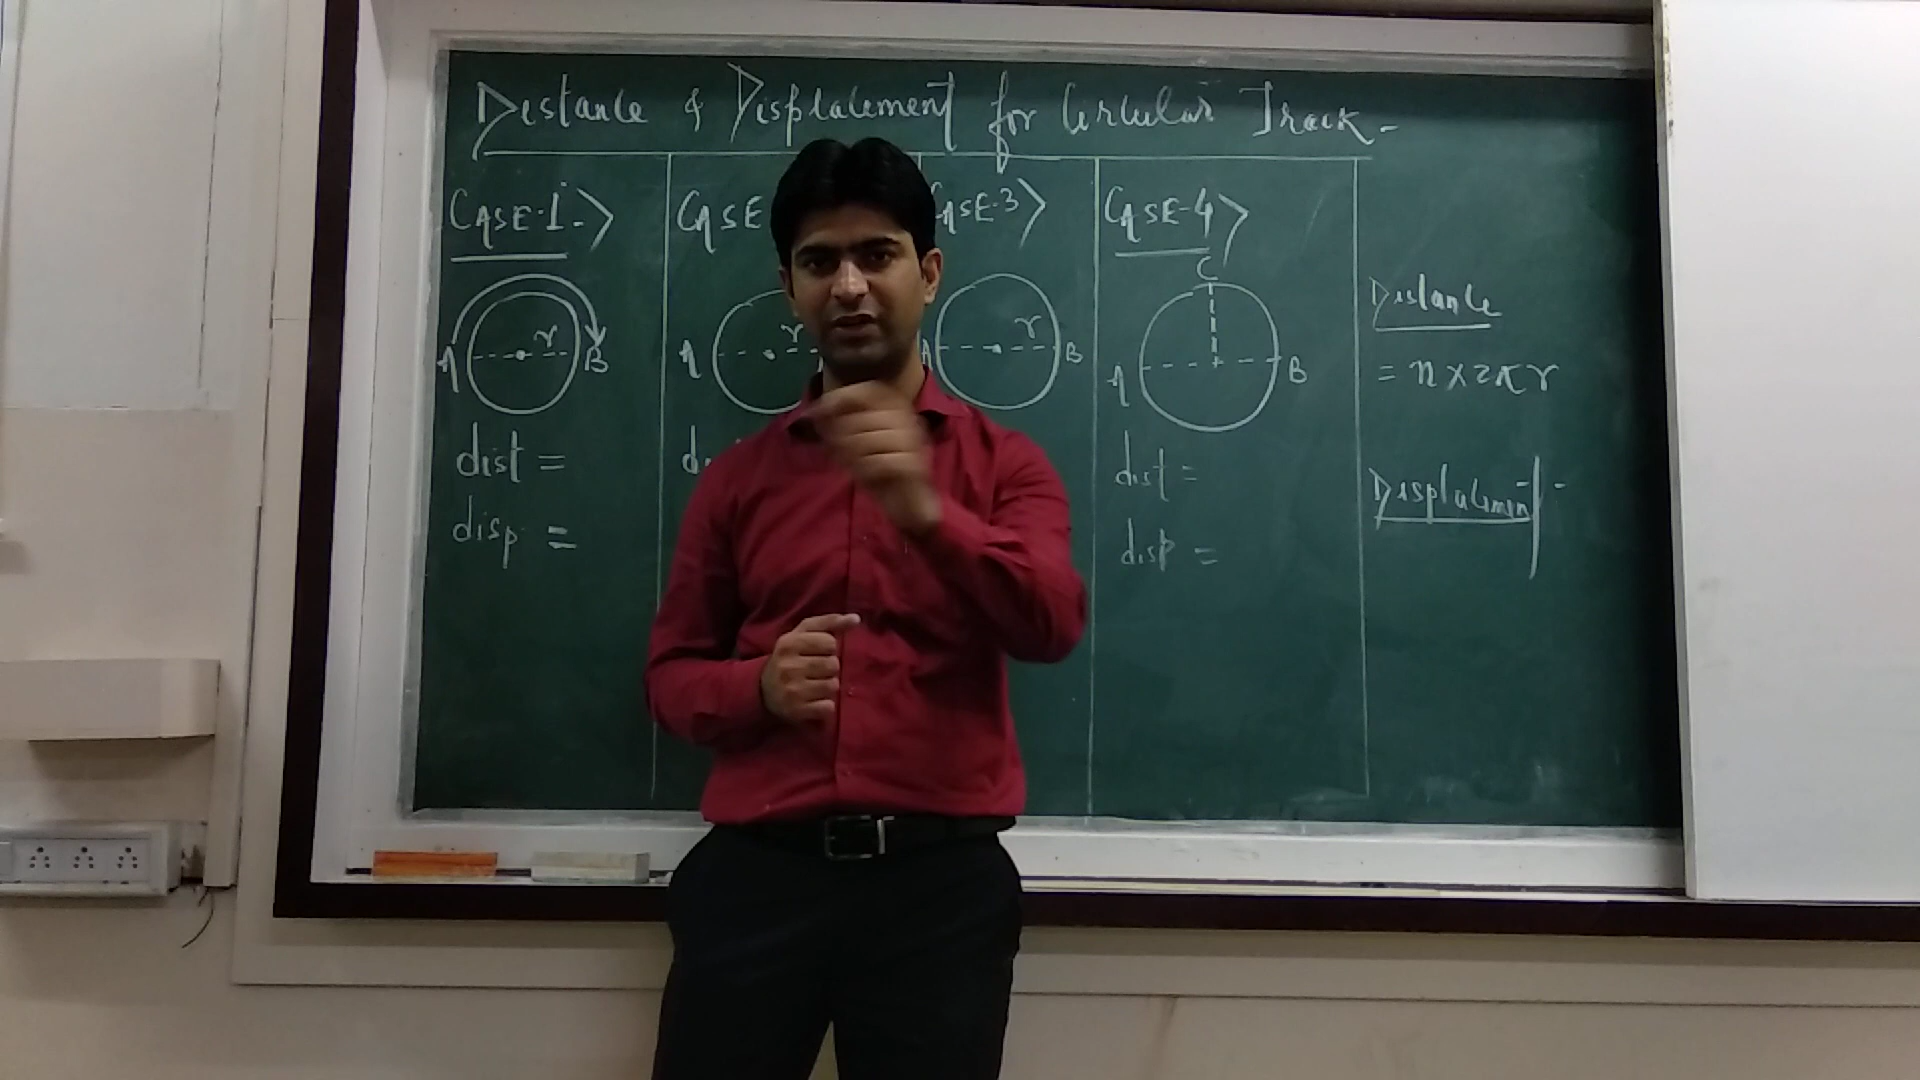 Distance & Displacement for Circular Track -
CASE-1.>
r
A
B
dist =
disp =
CASE
r
A
CASE-3>
r
A
B
CASE-4>
C
A
B
dist =
disp =
Distance
= n x 2πr
Displacement